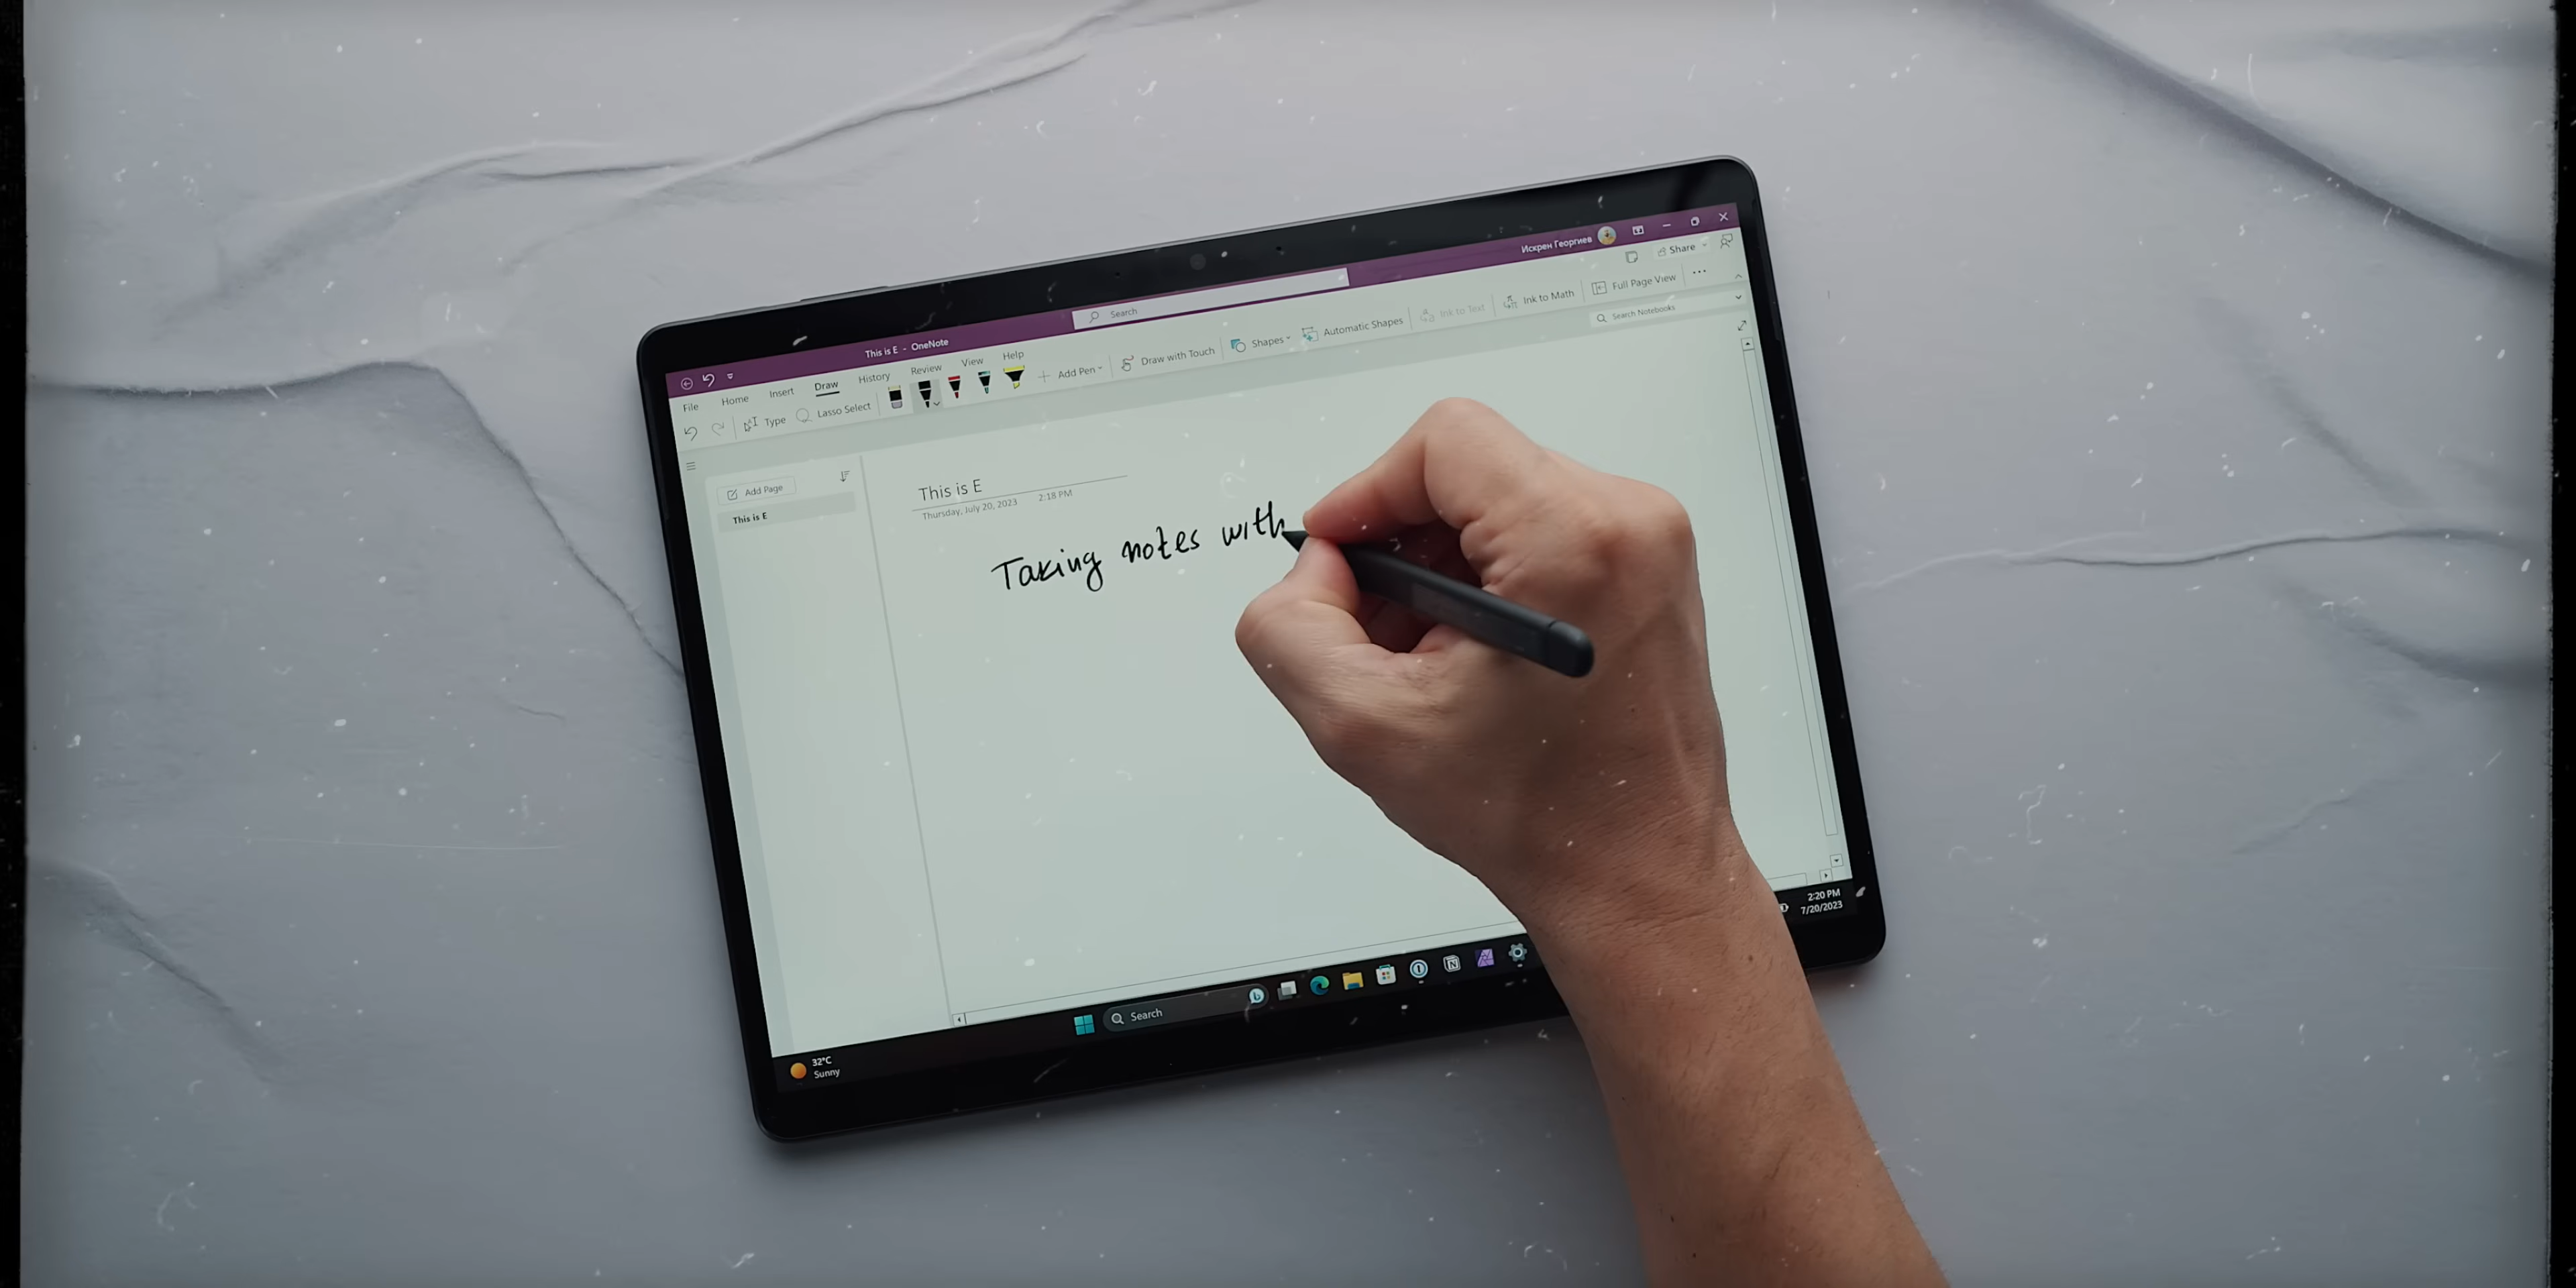 Искрен Георгиев
This is E - OneNote
Search
Share
File Home Insert Draw History Review View Help
Type Lasso Select Add Pen Draw with Touch Shapes Automatic Shapes Ink to Text Ink to Math Full Page View
Search Notebooks
Add Page
This is E
This is E
Thursday, July 20, 2023 2:18 PM
Taking notes with
32°C
Sunny
Search
2:20 PM
7/20/2023